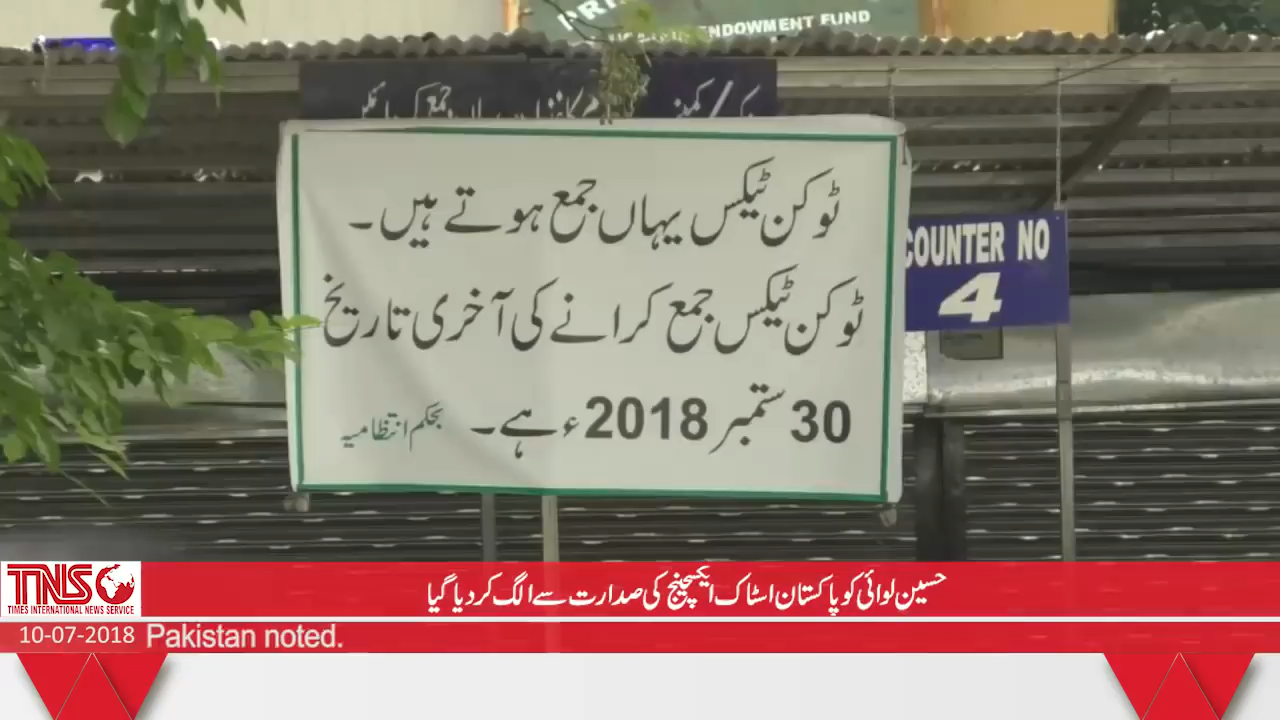 ENDOWMENT FUND
ٹوکن ٹیکس یہاں جمع ہوتے ہیں۔
ٹوکن ٹیکس جمع کرانے کی آخری تاریخ
30 ستمبر 2018ء ہے۔ بحکم انتظامیہ
COUNTER NO
4
TNS
TIMES INTERNATIONAL NEWS SERVICE
حسین لوائی کو پاکستان اسٹاک ایکسچینج کی صدارت سے الگ کر دیا گیا
10-07-2018 Pakistan noted.